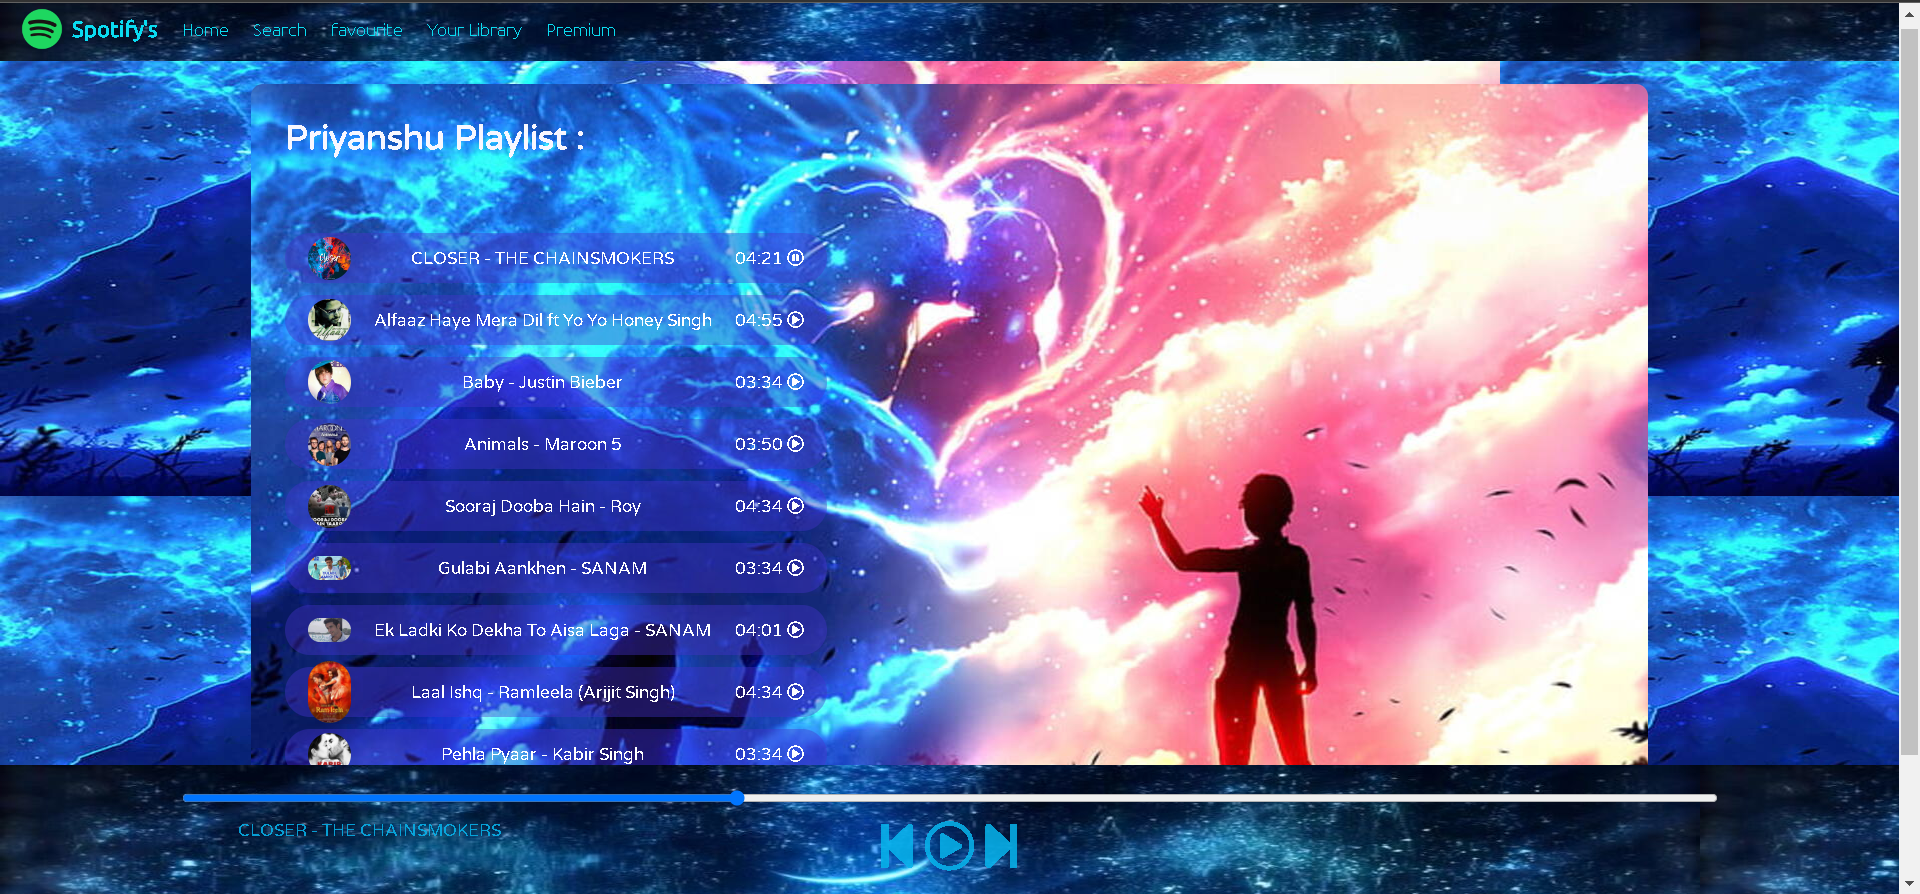 Spotify's Home Search favourite Your Library Premium
Priyanshu Playlist :
Closer
CLOSER - THE CHAINSMOKERS 04:21
Alfaaz Haye Mera Dil ft Yo Yo Honey Singh 04:55
Baby - Justin Bieber 03:34
Animals - Maroon 5 03:50
Sooraj Dooba Hain - Roy 04:34
Gulabi Aankhen - SANAM 03:34
Ek Ladki Ko Dekha To Aisa Laga - SANAM 04:01
Laal Ishq - Ramleela (Arijit Singh) 04:34
Pehla Pyaar - Kabir Singh 03:34
CLOSER - THE CHAINSMOKERS